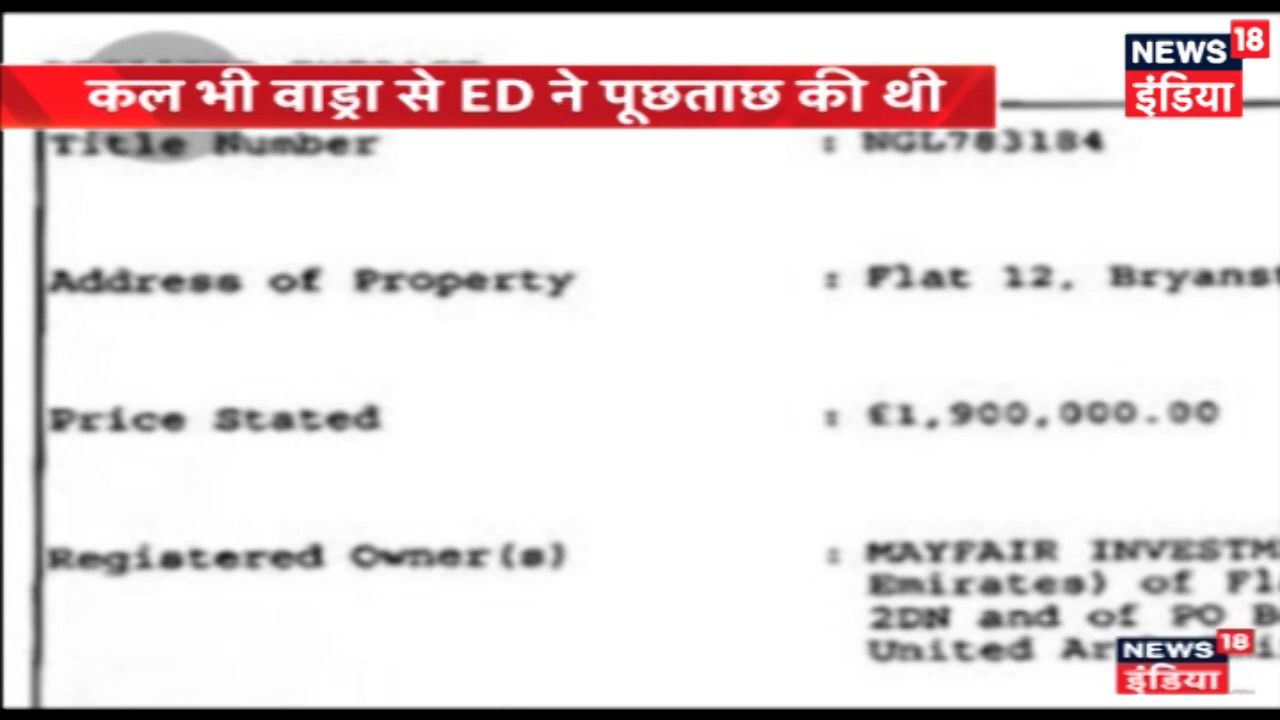 NEWS 18
इंडिया
कल भी वाड्रा से ED ने पूछताछ की थी
Title Number : NGL783184
Address of Property : Flat 12, Bryanst
Price Stated : £1,900,000.00
Registered Owner(s) : MAYFAIR INVESTM
Emirates) of Fl
2DN and of PO B
United Ar
NEWS 18
इंडिया